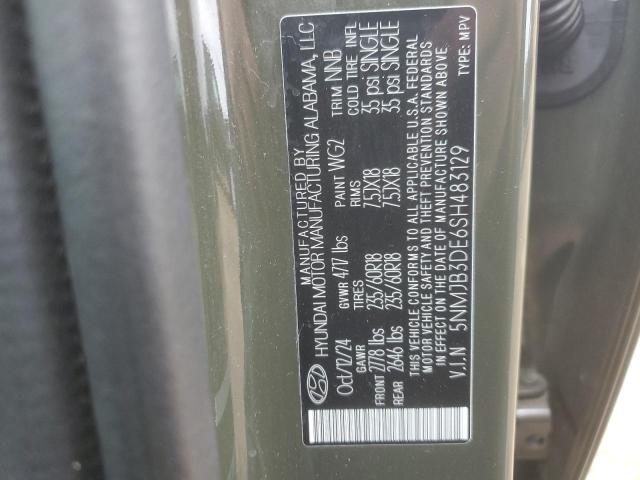 MANUFACTURED BY
HYUNDAI MOTOR MANUFACTURING ALABAMA, LLC
Oct/12/24 GVWR 4717 lbs PAINT WG2 TRIM NNB
GAWR TIRES RIMS COLD TIRE INFL
FRONT 2778 lbs 235/60R18 7.5JX18 35 psi SINGLE
REAR 2646 lbs 235/60R18 7.5JX18 35 psi SINGLE
THIS VEHICLE CONFORMS TO ALL APPLICABLE U.S.A. FEDERAL
MOTOR VEHICLE SAFETY AND THEFT PREVENTION STANDARDS
IN EFFECT ON THE DATE OF MANUFACTURE SHOWN ABOVE.
V.I.N 5NMJB3DE6SH483129 TYPE: MPV